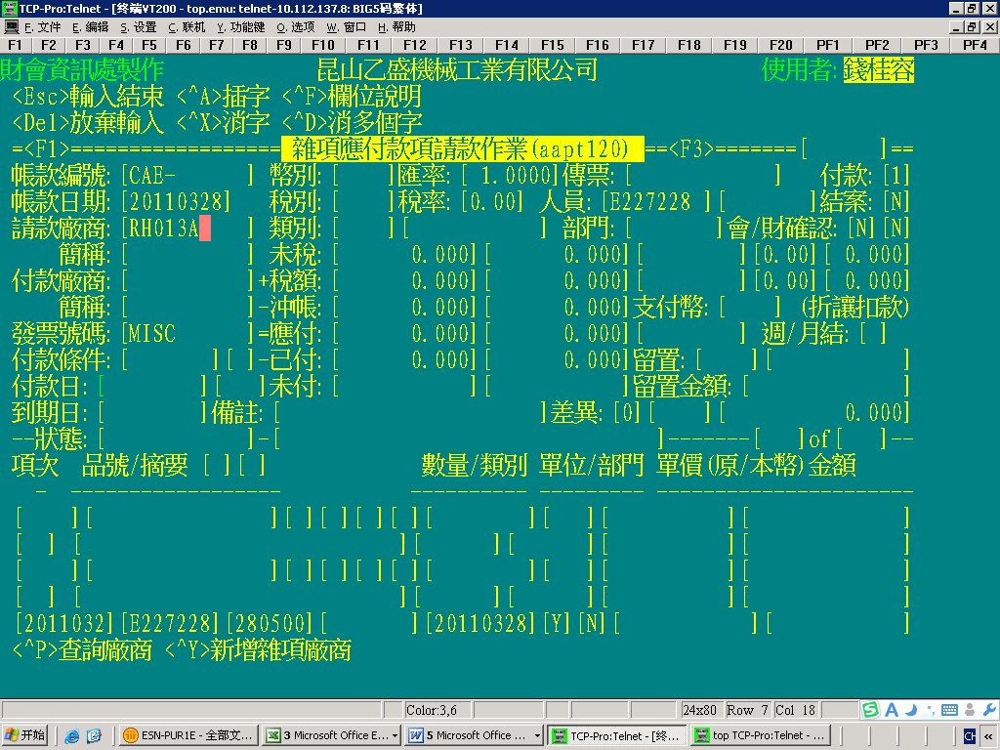 TCP-Pro:Telnet - [终端VT200 - top.emu: telnet-10.112.137.8: BIG5码繁体]
F. 文件 E. 编辑 S. 设置 C. 联机 Y. 功能键 O. 选项 W. 窗口 H. 帮助
F1 F2 F3 F4 F5 F6 F7 F8 F9 F10 F11 F12 F13 F14 F15 F16 F17 F18 F19 F20 PF1 PF2 PF3 PF4
財會資訊處製作 昆山乙盛機械工業有限公司 使用者: 錢佳容
<Esc>輸入結束 <^A>插字 <^F>欄位說明
<Del>放棄輸入 <^X>消字 <^D>消多個字
=<F1>================== 雜項應付款項請款作業(aapt120) ==<F3>=======[ ]==
帳款編號: [CAE- ] 幣別: [ ]匯率: [ 1.0000]傳票: [ ] 付款: [1]
帳款日期: [20110328] 稅別: [ ]稅率: [0.00] 人員: [E227228 ][ ]結案: [N]
請款廠商: [RH013A ] 類別: [ ][ ] 部門: [ ]會/財確認: [N][N]
簡稱: [ ] 未稅: [ 0.000][ 0.000][ ][0.00][ 0.000]
付款廠商: [ ]+稅額: [ 0.000][ 0.000][ ][0.00][ 0.000]
簡稱: [ ]-沖帳: [ 0.000][ 0.000]支付幣: [ ] (折讓扣款)
發票號碼: [MISC ]=應付: [ 0.000][ 0.000][ ] 週/月結: [ ]
付款條件: [ ][ ]-已付: [ 0.000][ 0.000]留置: [ ][ ]
付款日: [ ][ ]未付: [ ][ ]留置金額: [ ]
到期日: [ ]備註: [ ]差異: [0][ ][ 0.000]
--狀態: [ ]-[ ]-------[ ]of[ ]--
項次 品號/摘要 [ ][ ] 數量/類別 單位/部門 單價(原/本幣)金額
- ------------------ ---------- --------- ----------------------
[ ][ ][ ][ ][ ][ ][ ][ ][ ][ ]
[ ] [ ][ ][ ][ ][ ]
[ ][ ][ ][ ][ ][ ][ ][ ][ ][ ]
[ ] [ ][ ][ ][ ][ ]
[2011032][E227228][280500][ ][20110328][Y][N][ ][ ]
<^P>查詢廠商 <^Y>新增雜項廠商
Color:3,6 24x80 Row 7 Col 18
开始 ESN-PUR1E - 全部文... 3 Microsoft Office E... 5 Microsoft Office ... TCP-Pro:Telnet - [终... top TCP-Pro:Telnet - ... CH «